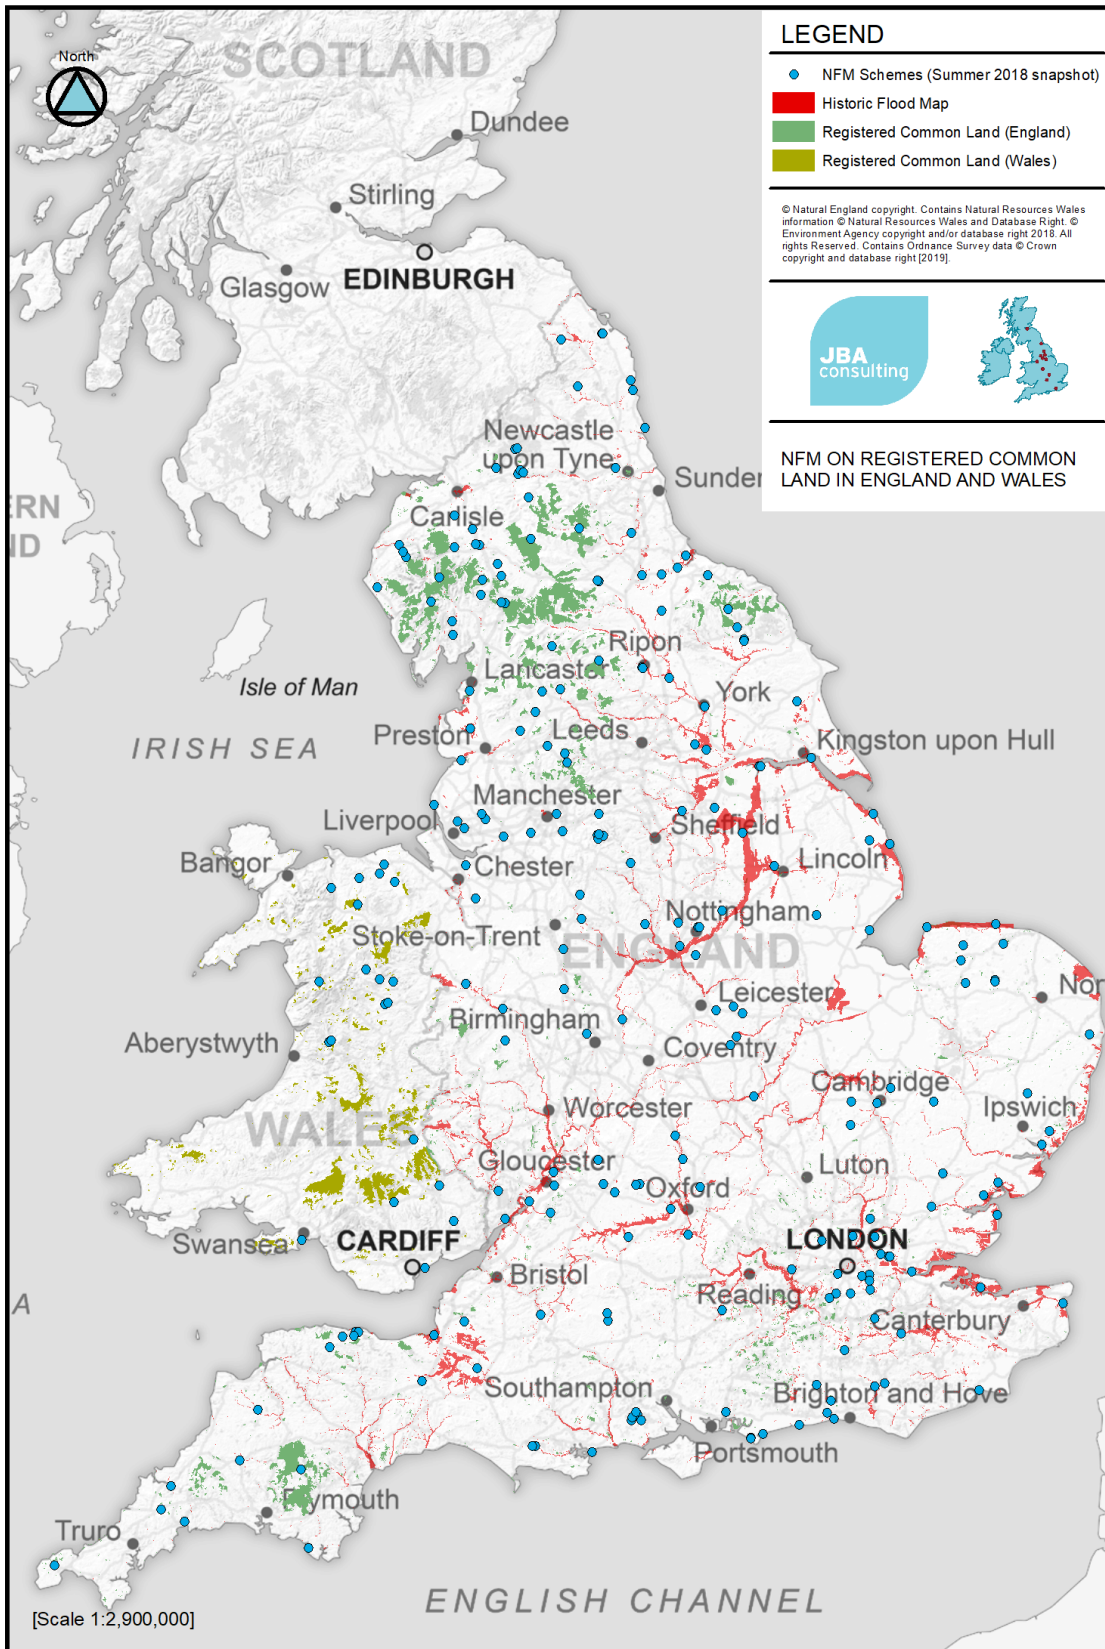 LEGEND
NFM Schemes (Summer 2018 snapshot)
Historic Flood Map
Registered Common Land (England)
Registered Common Land (Wales)
© Natural England copyright. Contains Natural Resources Wales
information © Natural Resources Wales and Database Right. ©
Environment Agency copyright and/or database right 2018. All
rights Reserved. Contains Ordnance Survey data © Crown
copyright and database right [2019].
JBA
consulting
NFM ON REGISTERED COMMON
LAND IN ENGLAND AND WALES
North
SCOTLAND
Dundee
Stirling
EDINBURGH
Glasgow
Newcastle
upon Tyne
Sunder
Carlisle
ERN
ND
Ripon
Lancaster
Isle of Man
York
IRISH SEA
Preston
Leeds
Kingston upon Hull
Manchester
Liverpool
Sheffield
Bangor
Chester
Lincoln
Nottingham
Stoke-on-Trent
ENGLAND
Leicester
Nor
Birmingham
Aberystwyth
Coventry
Cambridge
Worcester
Ipswich
WALES
Gloucester
Luton
Oxford
Swansea
CARDIFF
LONDON
Bristol
Reading
A
Canterbury
Southampton
Brighton and Hove
Portsmouth
Plymouth
Truro
ENGLISH CHANNEL
[Scale 1:2,900,000]